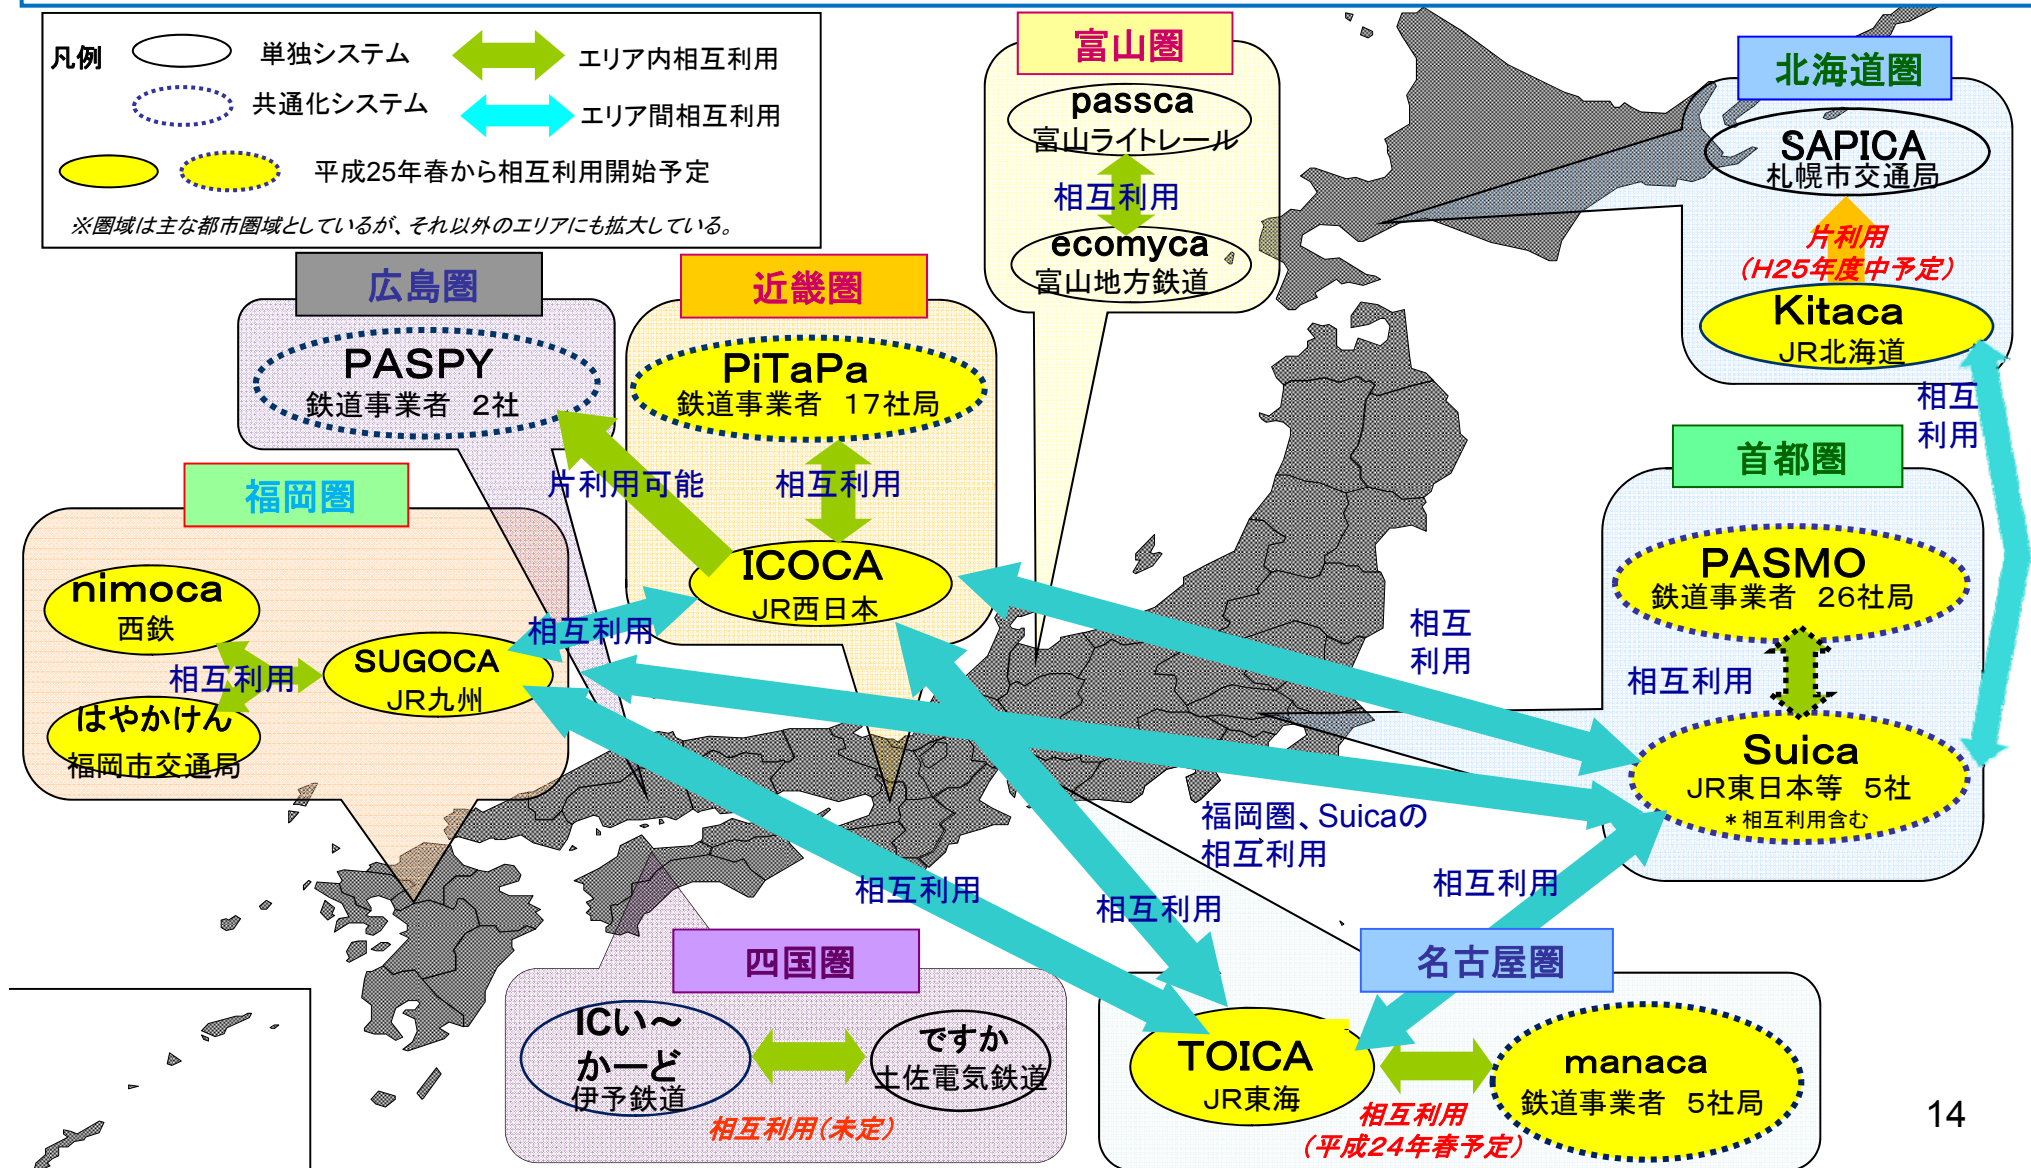 凡例
単独システム
エリア内相互利用
共通化システム
エリア間相互利用
平成25年春から相互利用開始予定
※圏域は主な都市圏域としているが、それ以外のエリアにも拡大している。
富山圏
passca
富山ライトレール
相互利用
ecomyca
富山地方鉄道
北海道圏
SAPICA
札幌市交通局
片利用
（H25年度中予定）
Kitaca
JR北海道
相互
利用
広島圏
PASPY
鉄道事業者 2社
近畿圏
PiTaPa
鉄道事業者 17社局
片利用可能
相互利用
ICOCA
JR西日本
福岡圏
nimoca
西鉄
相互利用
はやかけん
福岡市交通局
SUGOCA
JR九州
相互利用
首都圏
PASMO
鉄道事業者 26社局
相互利用
Suica
JR東日本等 5社
＊相互利用含む
相互
利用
福岡圏、Suicaの
相互利用
相互利用
相互利用
相互利用
四国圏
ICい～
かーど
伊予鉄道
ですか
土佐電気鉄道
相互利用（未定）
名古屋圏
TOICA
JR東海
相互利用
（平成24年春予定）
manaca
鉄道事業者 5社局
14